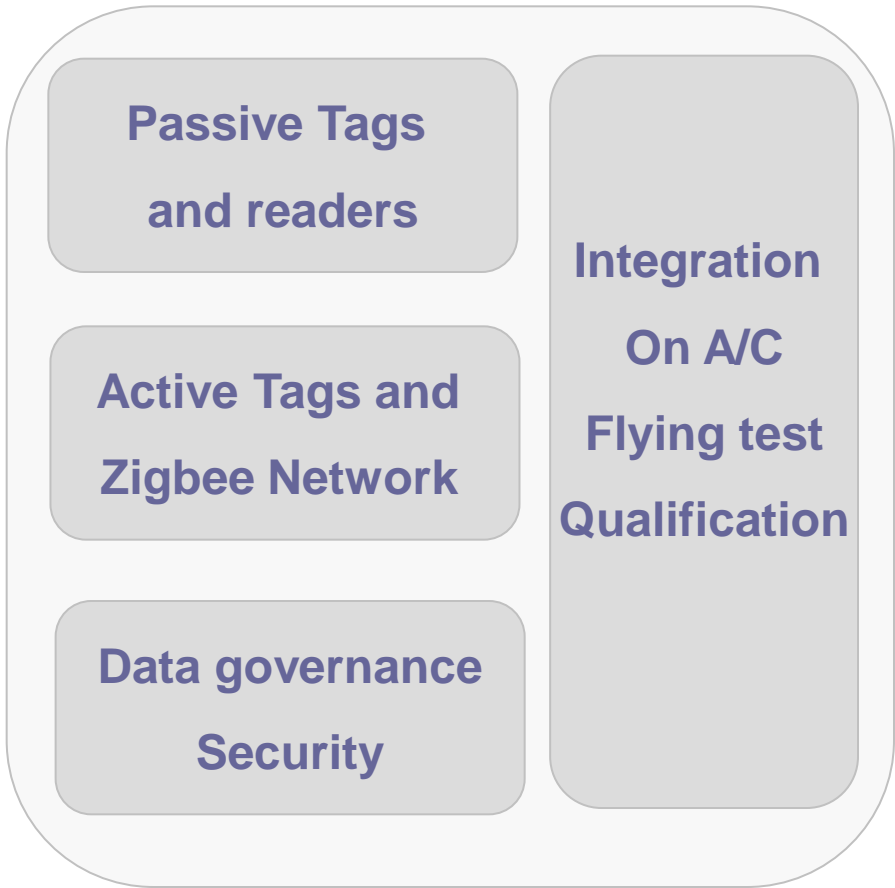 Passive Tags
and readers
Active Tags and
Zigbee Network
Data governance
Security
Integration
On A/C
Flying test
Qualification